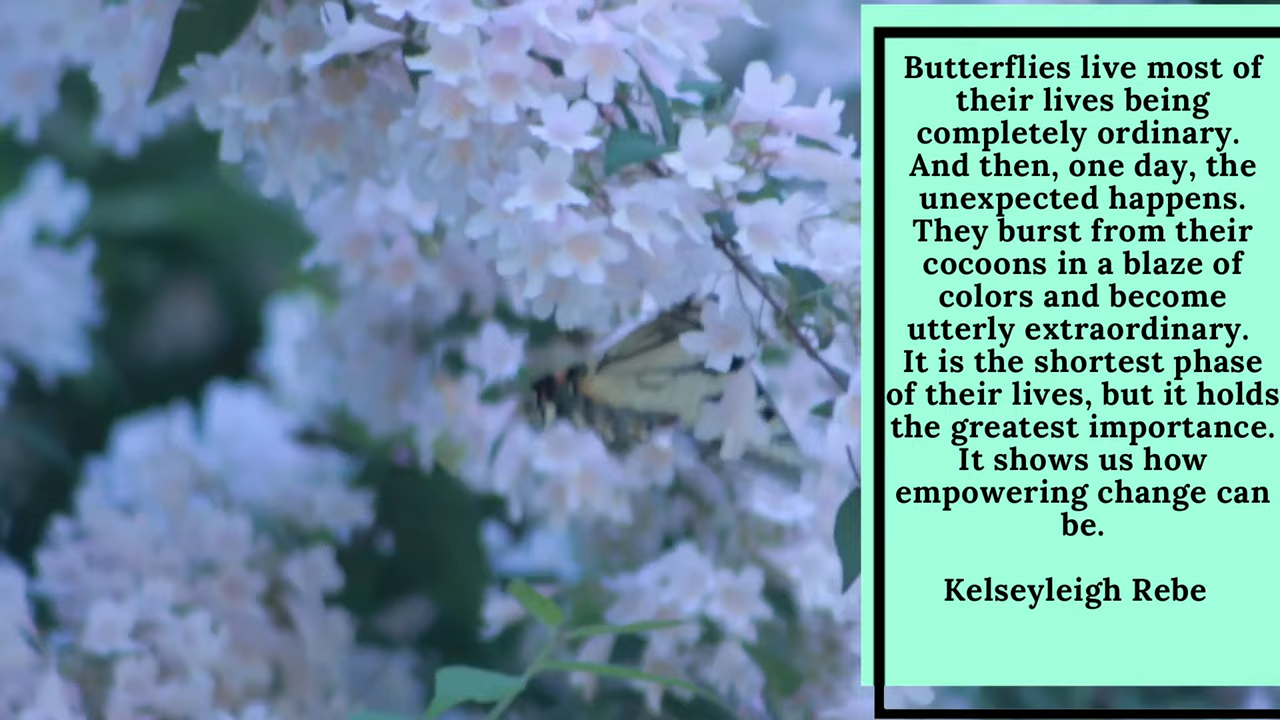 Butterflies live most of
their lives being
completely ordinary.
And then, one day, the
unexpected happens.
They burst from their
cocoons in a blaze of
colors and become
utterly extraordinary.
It is the shortest phase
of their lives, but it holds
the greatest importance.
It shows us how
empowering change can
be.
Kelseyleigh Rebe